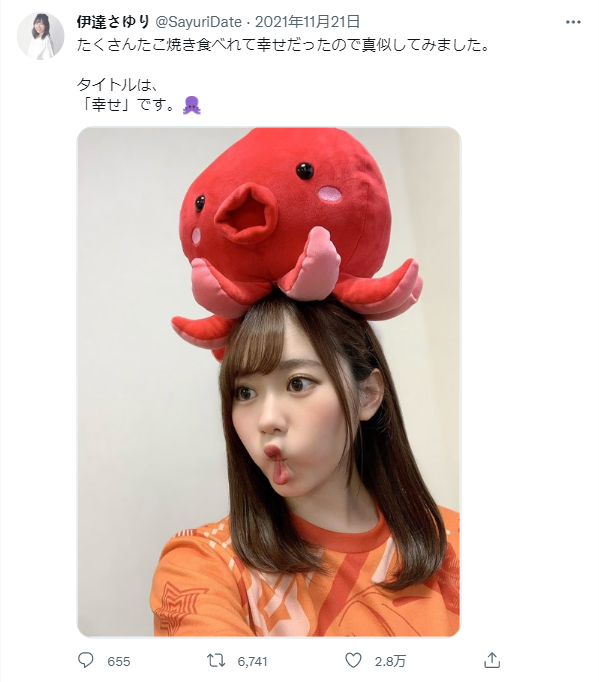 伊達さゆり @SayuriDate · 2021年11月21日
たくさんたこ焼き食べれて幸せだったので真似してみました。
タイトルは、
「幸せ」です。🐙
655 6,741 2.8万